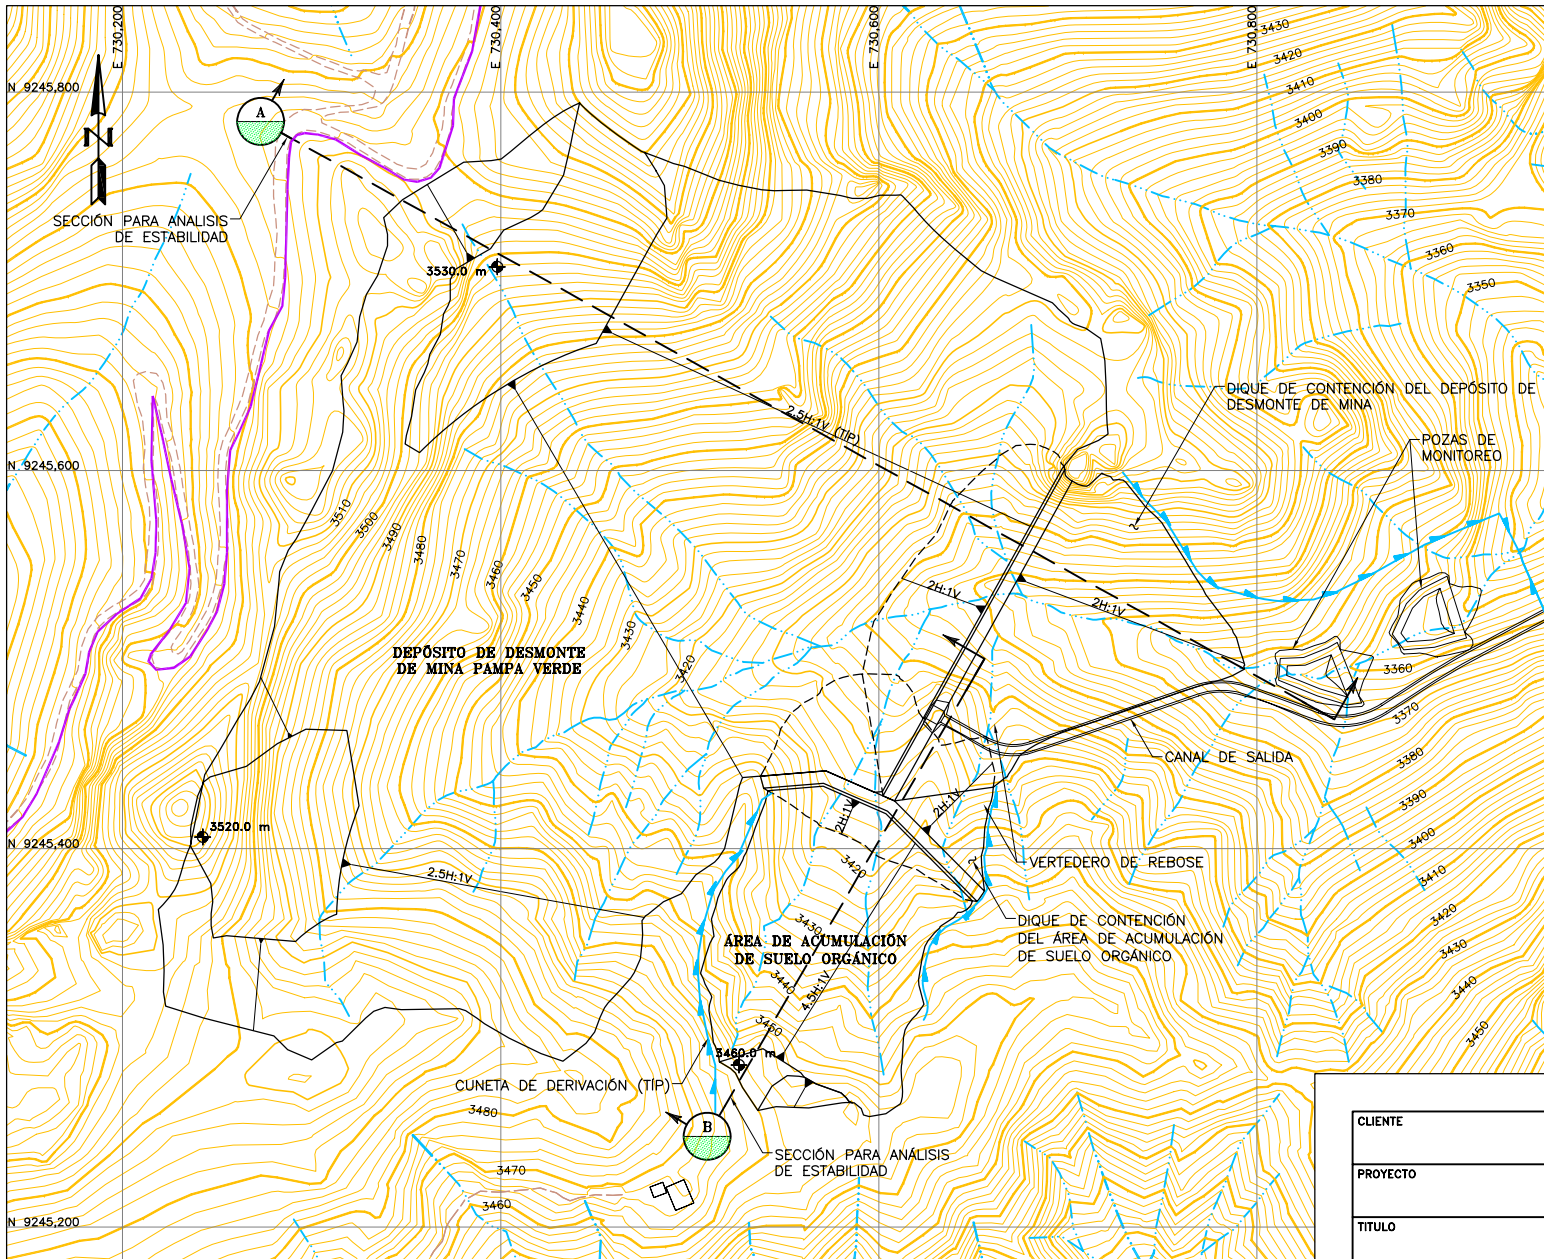 E 730,200
E 730,400
E 730,600
E 730,800
3430
3420
3410
3400
3390
3380
3370
3360
3350
N 9245,800
A
N
SECCIÓN PARA ANALISIS
DE ESTABILIDAD
3530.0 m
2.5H:1V (TÍP)
DIQUE DE CONTENCIÓN DEL DEPÓSITO DE
DESMONTE DE MINA
POZAS DE
MONITOREO
N 9245,600
3510
3500
3490
3480
3470
3460
3450
3440
3430
3420
2H:1V
2H:1V
DEPÓSITO DE DESMONTE
DE MINA PAMPA VERDE
3360
3370
3380
3390
3400
3410
3420
3430
3440
3450
CANAL DE SALIDA
2H:1V
2H:1V
3520.0 m
N 9245,400
2.5H:1V
VERTEDERO DE REBOSE
3420
3430
DIQUE DE CONTENCIÓN
DEL ÁREA DE ACUMULACIÓN
DE SUELO ORGÁNICO
ÁREA DE ACUMULACIÓN
DE SUELO ORGÁNICO
3440
4.5H:1V
3450
3460.0 m
CUNETA DE DERIVACIÓN (TÍP)
3480
B
SECCIÓN PARA ANÁLISIS
DE ESTABILIDAD
3470
3460
N 9245,200
CLIENTE
PROYECTO
TITULO